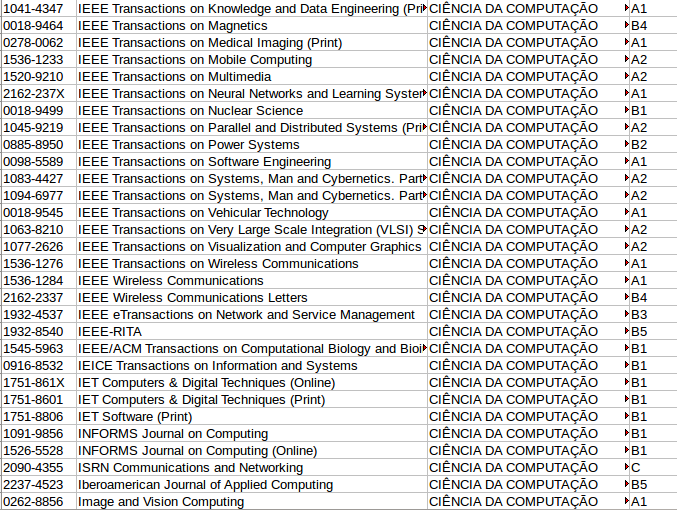 1041-4347 IEEE Transactions on Knowledge and Data Engineering (Pri CIÊNCIA DA COMPUTAÇÃO A1
0018-9464 IEEE Transactions on Magnetics CIÊNCIA DA COMPUTAÇÃO B4
0278-0062 IEEE Transactions on Medical Imaging (Print) CIÊNCIA DA COMPUTAÇÃO A1
1536-1233 IEEE Transactions on Mobile Computing CIÊNCIA DA COMPUTAÇÃO A2
1520-9210 IEEE Transactions on Multimedia CIÊNCIA DA COMPUTAÇÃO A2
2162-237X IEEE Transactions on Neural Networks and Learning System CIÊNCIA DA COMPUTAÇÃO A1
0018-9499 IEEE Transactions on Nuclear Science CIÊNCIA DA COMPUTAÇÃO B1
1045-9219 IEEE Transactions on Parallel and Distributed Systems (Pri CIÊNCIA DA COMPUTAÇÃO A2
0885-8950 IEEE Transactions on Power Systems CIÊNCIA DA COMPUTAÇÃO B2
0098-5589 IEEE Transactions on Software Engineering CIÊNCIA DA COMPUTAÇÃO A1
1083-4427 IEEE Transactions on Systems, Man and Cybernetics. Part CIÊNCIA DA COMPUTAÇÃO A2
1094-6977 IEEE Transactions on Systems, Man and Cybernetics. Part CIÊNCIA DA COMPUTAÇÃO A2
0018-9545 IEEE Transactions on Vehicular Technology CIÊNCIA DA COMPUTAÇÃO A1
1063-8210 IEEE Transactions on Very Large Scale Integration (VLSI) S CIÊNCIA DA COMPUTAÇÃO A2
1077-2626 IEEE Transactions on Visualization and Computer Graphics CIÊNCIA DA COMPUTAÇÃO A2
1536-1276 IEEE Transactions on Wireless Communications CIÊNCIA DA COMPUTAÇÃO A1
1536-1284 IEEE Wireless Communications CIÊNCIA DA COMPUTAÇÃO A1
2162-2337 IEEE Wireless Communications Letters CIÊNCIA DA COMPUTAÇÃO B4
1932-4537 IEEE eTransactions on Network and Service Management CIÊNCIA DA COMPUTAÇÃO B3
1932-8540 IEEE-RITA CIÊNCIA DA COMPUTAÇÃO B5
1545-5963 IEEE/ACM Transactions on Computational Biology and Bioi CIÊNCIA DA COMPUTAÇÃO B1
0916-8532 IEICE Transactions on Information and Systems CIÊNCIA DA COMPUTAÇÃO B1
1751-861X IET Computers & Digital Techniques (Online) CIÊNCIA DA COMPUTAÇÃO B1
1751-8601 IET Computers & Digital Techniques (Print) CIÊNCIA DA COMPUTAÇÃO B1
1751-8806 IET Software (Print) CIÊNCIA DA COMPUTAÇÃO B1
1091-9856 INFORMS Journal on Computing CIÊNCIA DA COMPUTAÇÃO B1
1526-5528 INFORMS Journal on Computing (Online) CIÊNCIA DA COMPUTAÇÃO B1
2090-4355 ISRN Communications and Networking CIÊNCIA DA COMPUTAÇÃO C
2237-4523 Iberoamerican Journal of Applied Computing CIÊNCIA DA COMPUTAÇÃO B5
0262-8856 Image and Vision Computing CIÊNCIA DA COMPUTAÇÃO A1